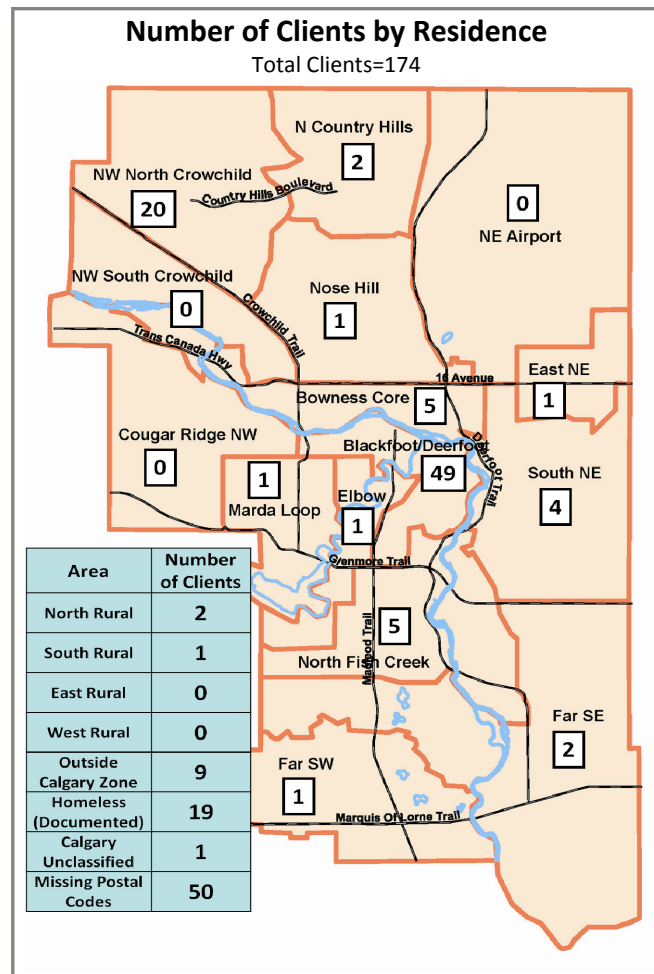 Number of Clients by Residence
Total Clients=174
N Country Hills
2
NW North Crowchild
20
Country Hills Boulevard
0
NE Airport
NW South Crowchild
0
Crowchild Trail
Nose Hill
1
Trans Canada Hwy
16 Avenue
East NE
1
Bowness Core
5
Cougar Ridge NW
0
Blackfoot/Deerfoot
49
Deerfoot Trail
South NE
4
1
Marda Loop
Elbow
1
Glenmore Trail
5
North Fish Creek
Macleod Trail
Far SE
2
Far SW
1
Marquis Of Lorne Trail
Area Number of Clients
North Rural 2
South Rural 1
East Rural 0
West Rural 0
Outside Calgary Zone 9
Homeless (Documented) 19
Calgary Unclassified 1
Missing Postal Codes 50